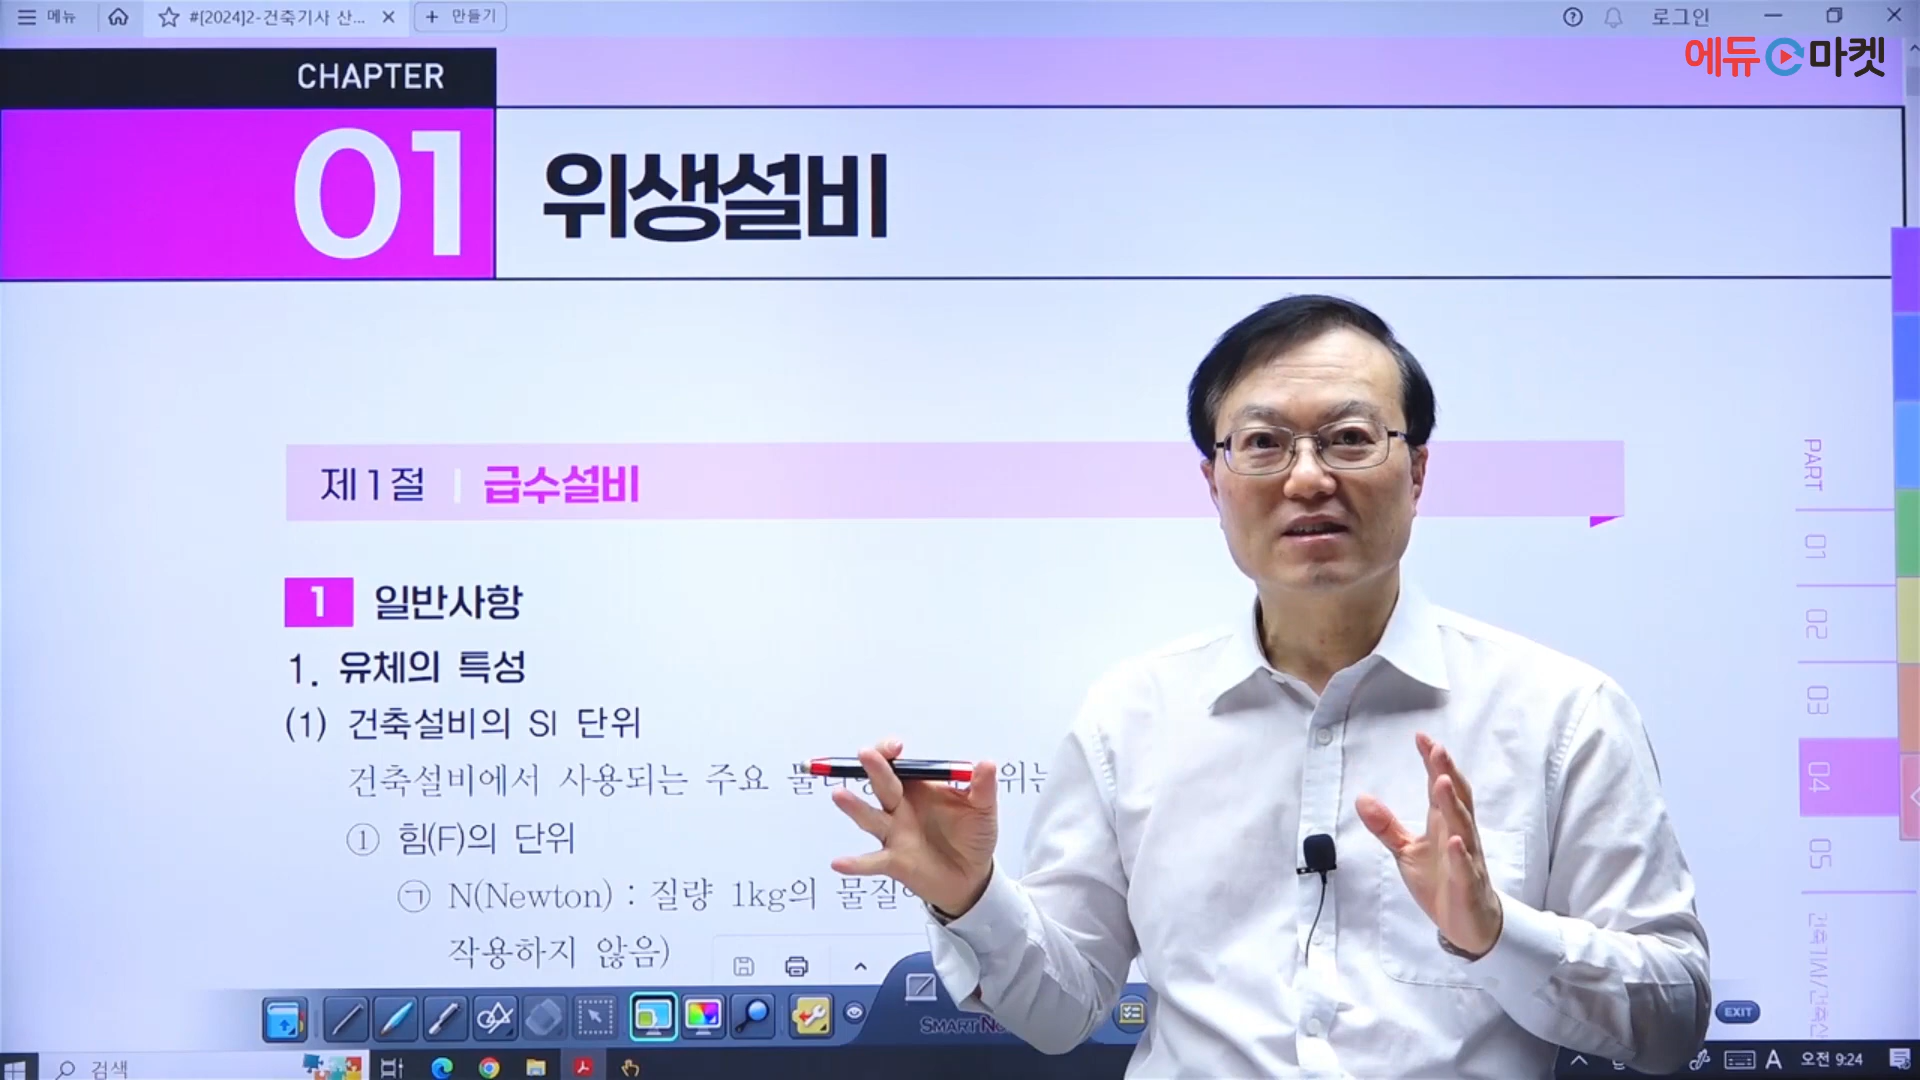 메뉴
#[2024]2-건축기사 산...
+ 만들기
로그인
에듀마켓
CHAPTER
01
위생설비
제1절
급수설비
1 일반사항
1. 유체의 특성
(1) 건축설비의 SI 단위
건축설비에서 사용되는 주요
① 힘(F)의 단위
㉠ N(Newton) : 질량 1kg의 물질
작용하지 않음)
PART
01
02
03
04
05
EXIT
검색
A
오전 9:24